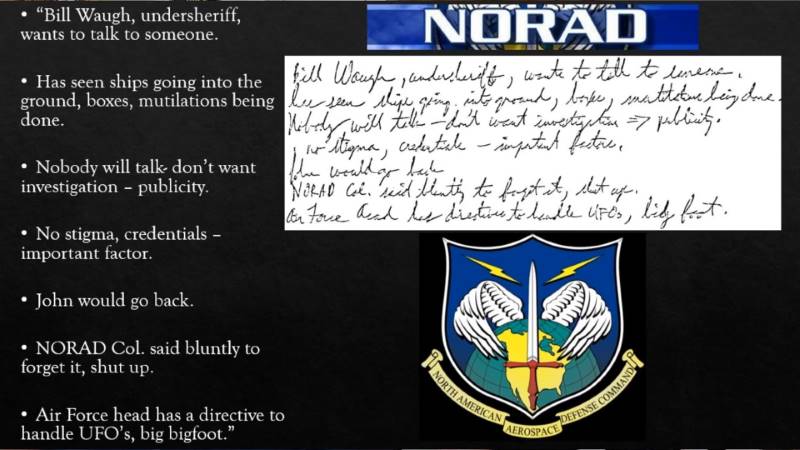 • “Bill Waugh, undersheriff,
wants to talk to someone.
• Has seen ships going into the
ground, boxes, mutilations being
done.
• Nobody will talk- don’t want
investigation – publicity.
• No stigma, credentials –
important factor.
• John would go back.
• NORAD Col. said bluntly to
forget it, shut up.
• Air Force head has a directive to
handle UFO’s, big bigfoot.”
NORAD
Bill Waugh, undersheriff, wants to talk to someone.
has seen ships going into ground, boxes, mutilations being done.
Nobody will talk – don't want investigation => publicity.
, no stigma, credentials – important factors.
John would go back
NORAD Col. said bluntly to forget it, shut up.
Air Force head has directive to handle UFOs, big foot.
NORTH AMERICAN
AEROSPACE
DEFENSE COMMAND